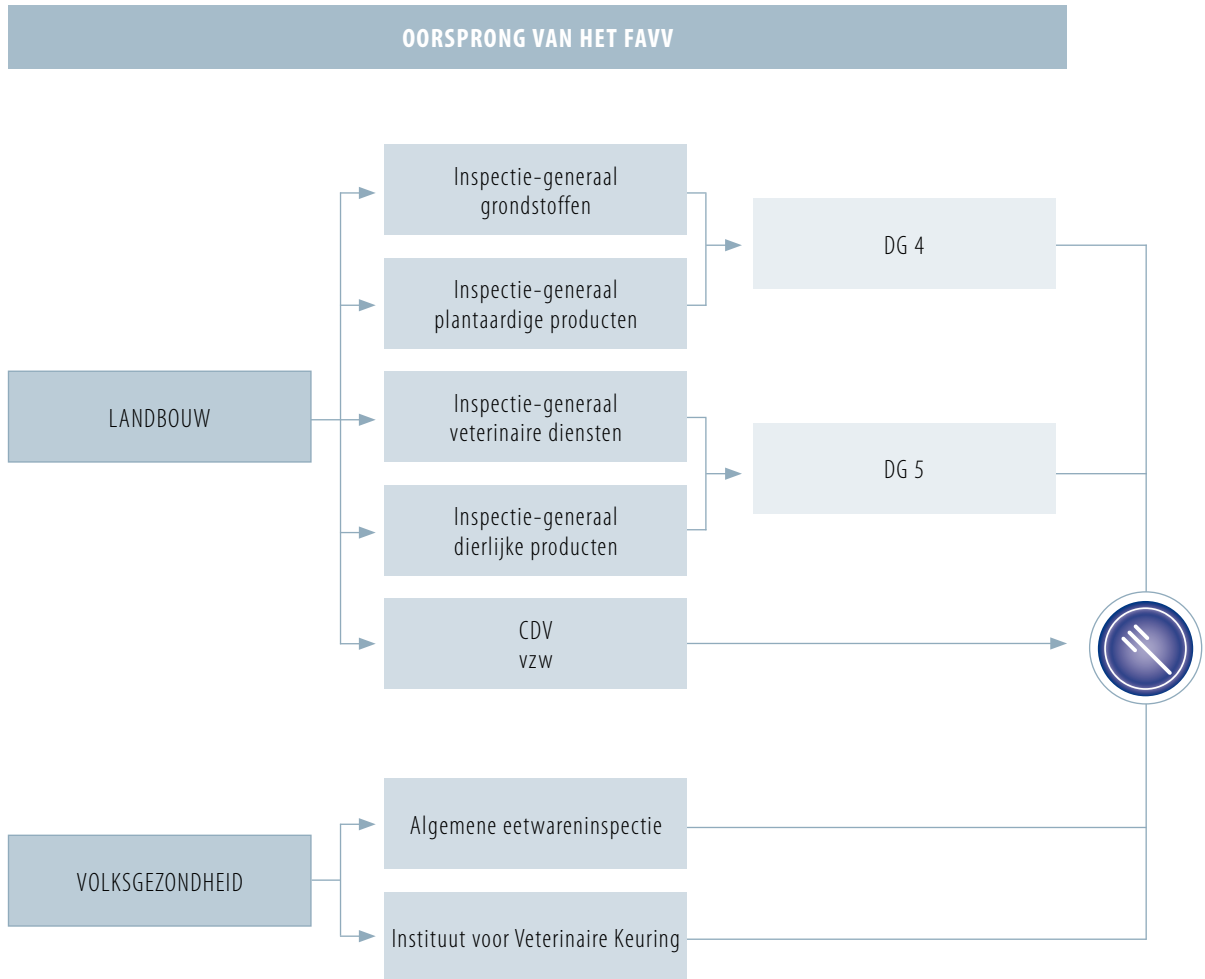 OORSPRONG VAN HET FAVV
Inspectie-generaal
grondstoffen
DG 4
Inspectie-generaal
plantaardige producten
LANDBOUW
Inspectie-generaal
veterinaire diensten
DG 5
Inspectie-generaal
dierlijke producten
CDV
vzw
Algemene eetwareninspectie
VOLKSGEZONDHEID
Instituut voor Veterinaire Keuring